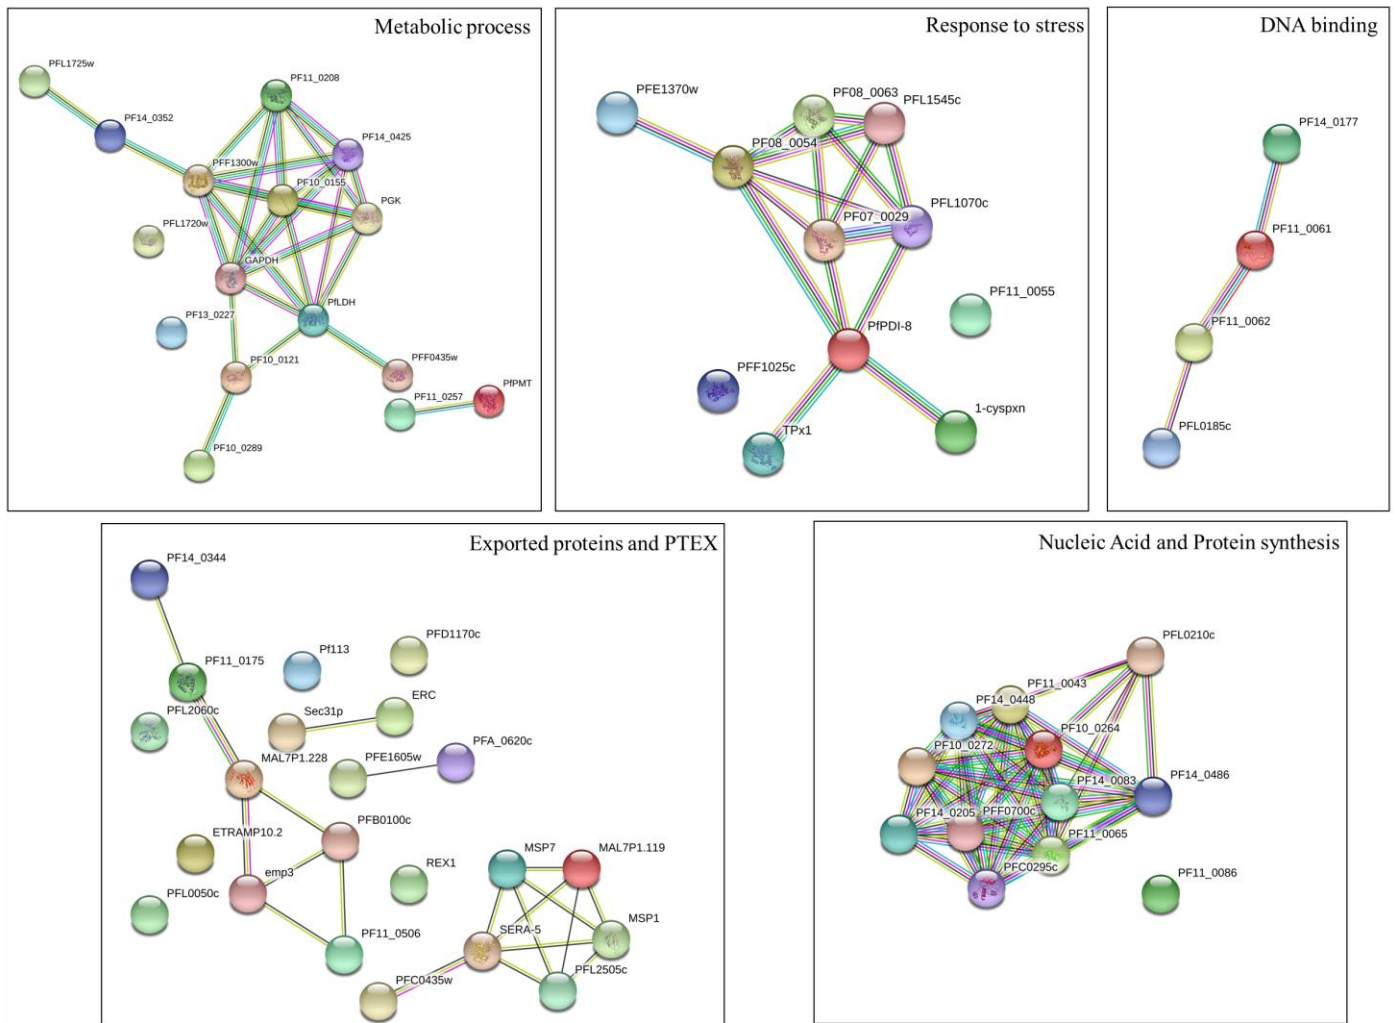 Metabolic process
PFL1725w
PF11_0208
PF14_0352
PF14_0425
PFF1300w
PF10_0155
PGK
PFL1720w
GAPDH
PfLDH
PF13_0227
PF10_0121
PFF0435w
PF11_0257
PfPMT
PF10_0289
Response to stress
PFE1370w
PF08_0063
PFL1545c
PF08_0054
PF07_0029
PFL1070c
PF11_0055
PfPDI-8
PFF1025c
1-cyspxn
TPx1
DNA binding
PF14_0177
PF11_0061
PF11_0062
PFL0185c
Exported proteins and PTEX
PF14_0344
PF11_0175
Pf113
PFD1170c
PFL2060c
Sec31p
ERC
MAL7P1.228
PFE1605w
PFA_0620c
ETRAMP10.2
PFB0100c
emp3
REX1
MSP7
MAL7P1.119
PFL0050c
PF11_0506
SERA-5
MSP1
PFC0435w
PFL2505c
Nucleic Acid and Protein synthesis
PFL0210c
PF11_0043
PF14_0448
PF10_0264
PF10_0272
PF14_0083
PF14_0486
PF14_0205
PFF0700c
PF11_0065
PFC0295c
PF11_0086